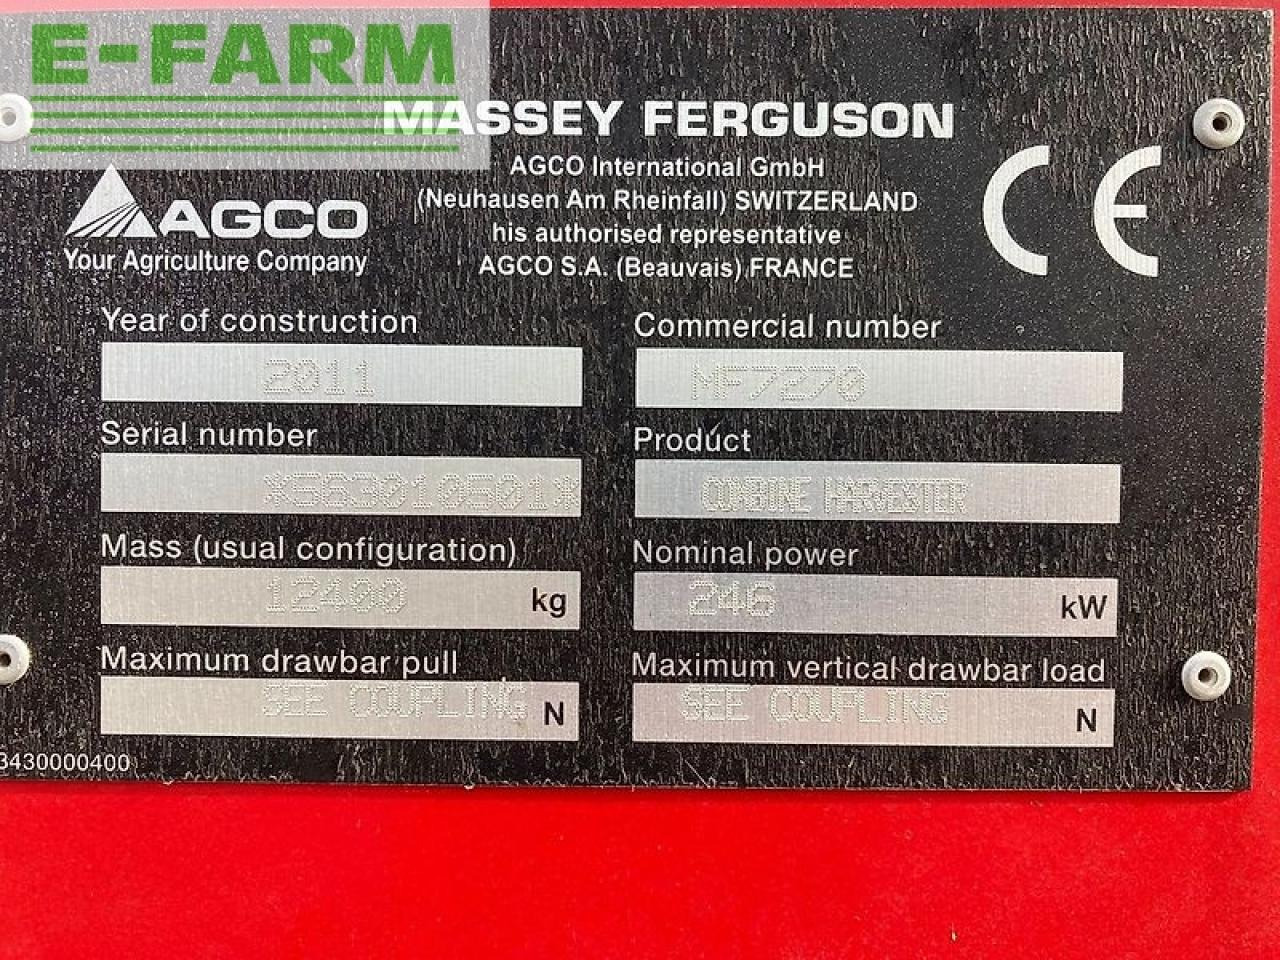 E-FARM
MASSEY FERGUSON
AGCO International GmbH
(Neuhausen Am Rheinfall) SWITZERLAND
his authorised representative
AGCO S.A. (Beauvais) FRANCE
CE
AGCO
Your Agriculture Company
Year of construction
2011
Commercial number
MF7270
Serial number
*563010501*
Product
COMBINE HARVESTER
Mass (usual configuration)
12400 kg
Nominal power
246 kW
Maximum drawbar pull
SEE COUPLING N
Maximum vertical drawbar load
SEE COUPLING N
3430000400